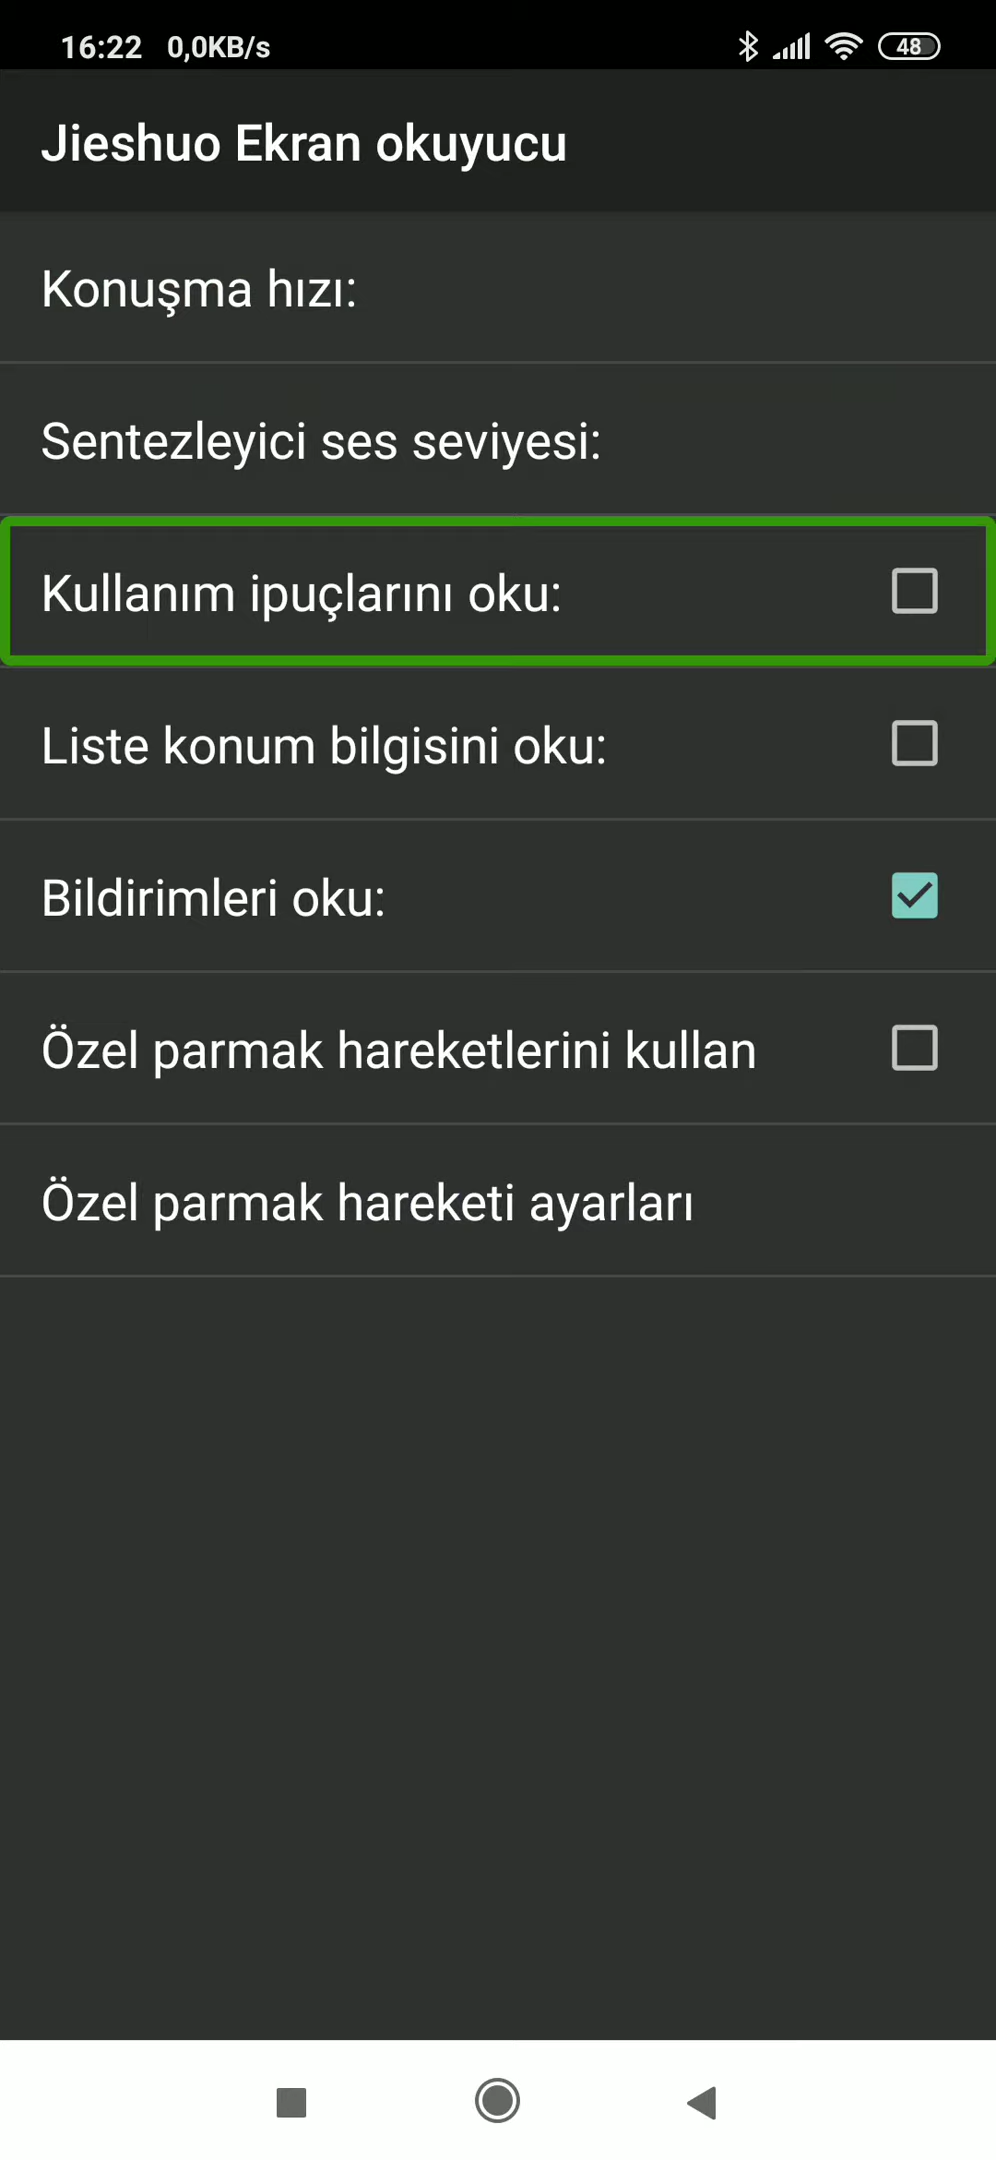 16:22 0,0KB/s 48
Jieshuo Ekran okuyucu
Konuşma hızı:
Sentezleyici ses seviyesi:
Kullanım ipuçlarını oku:
Liste konum bilgisini oku:
Bildirimleri oku:
Özel parmak hareketlerini kullan
Özel parmak hareketi ayarları